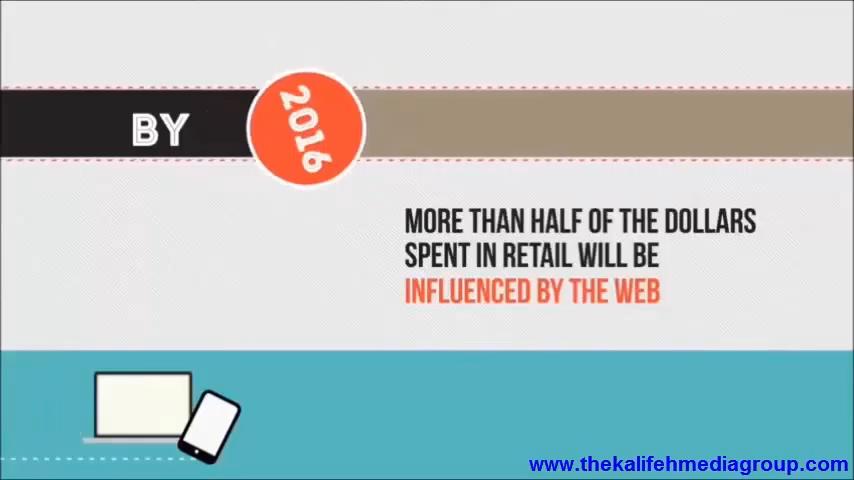 BY
2016
MORE THAN HALF OF THE DOLLARS
SPENT IN RETAIL WILL BE
INFLUENCED BY THE WEB
www.thekalifehmediagroup.com